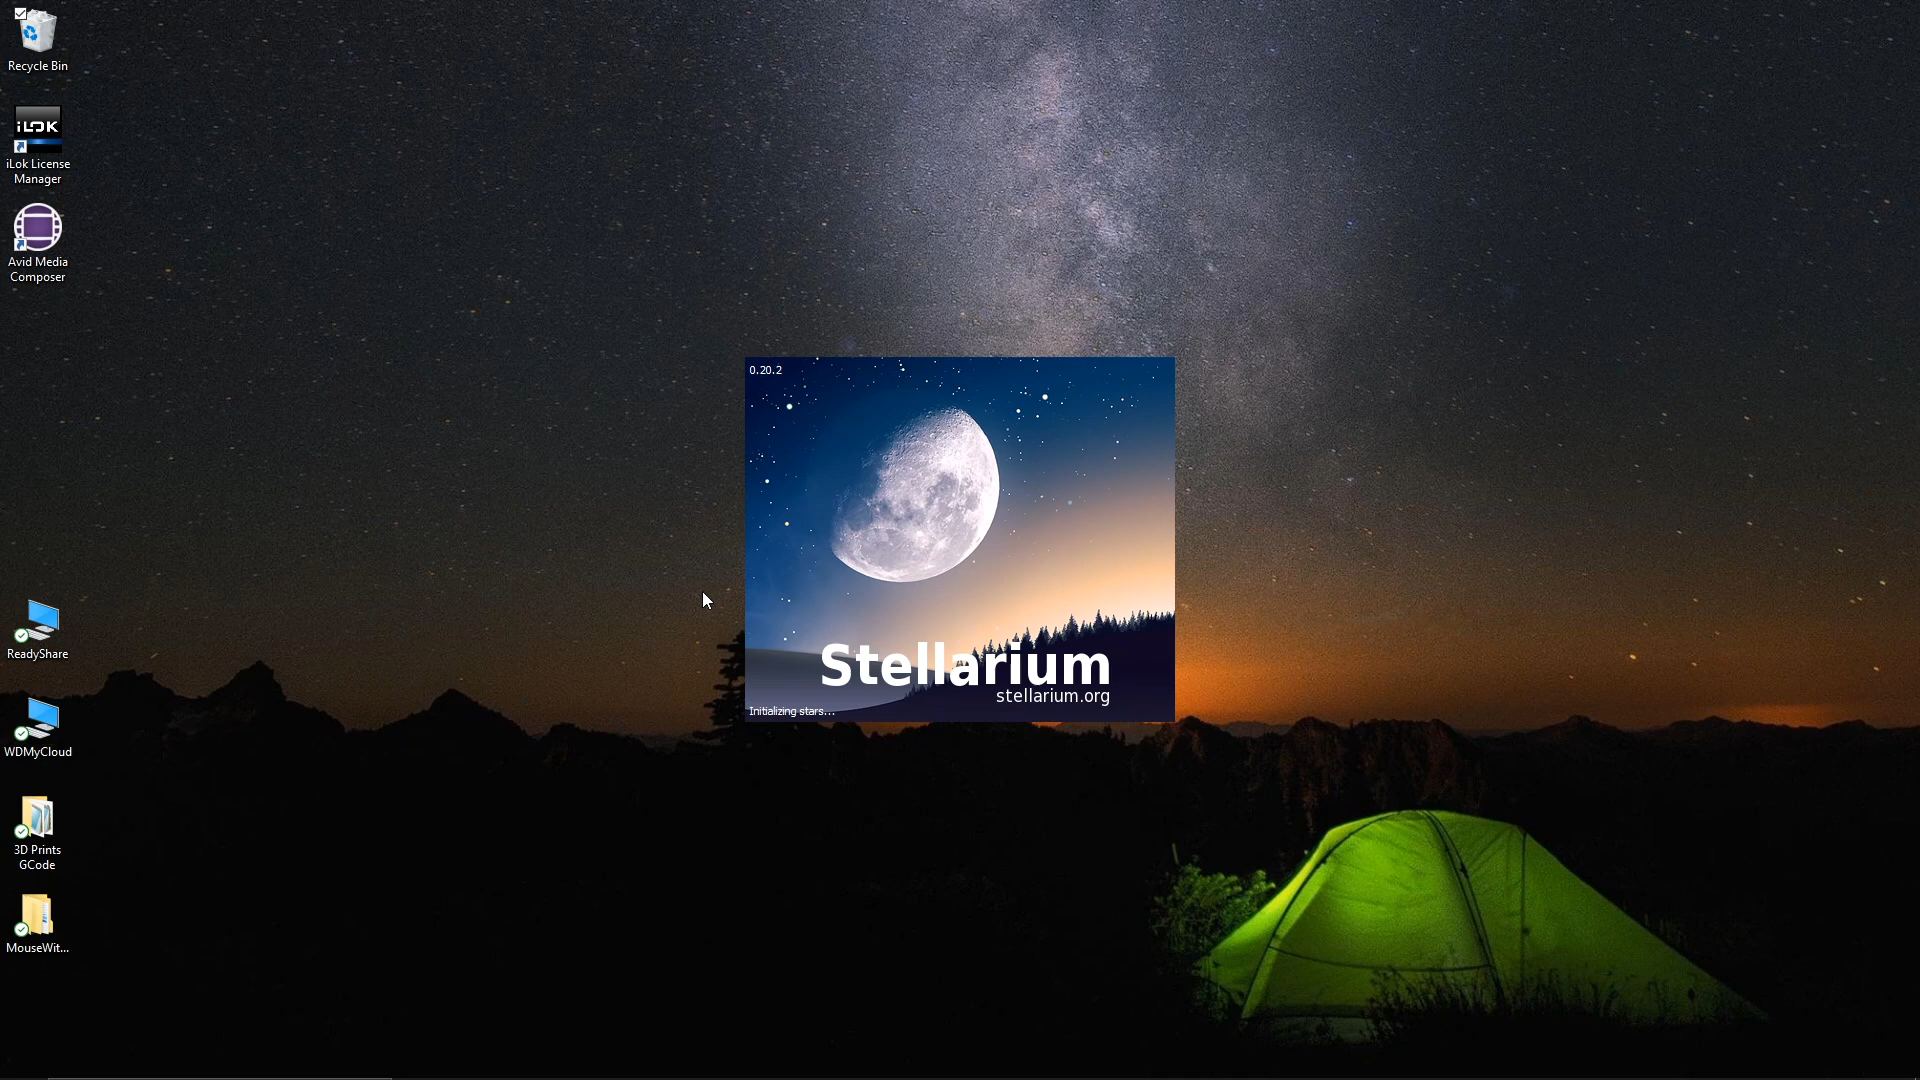 Recycle Bin
iLOK
iLok License
Manager
Avid Media
Composer
ReadyShare
WDMyCloud
3D Prints
GCode
MouseWit...
0.20.2
Stellarium
stellarium.org
Initializing stars...